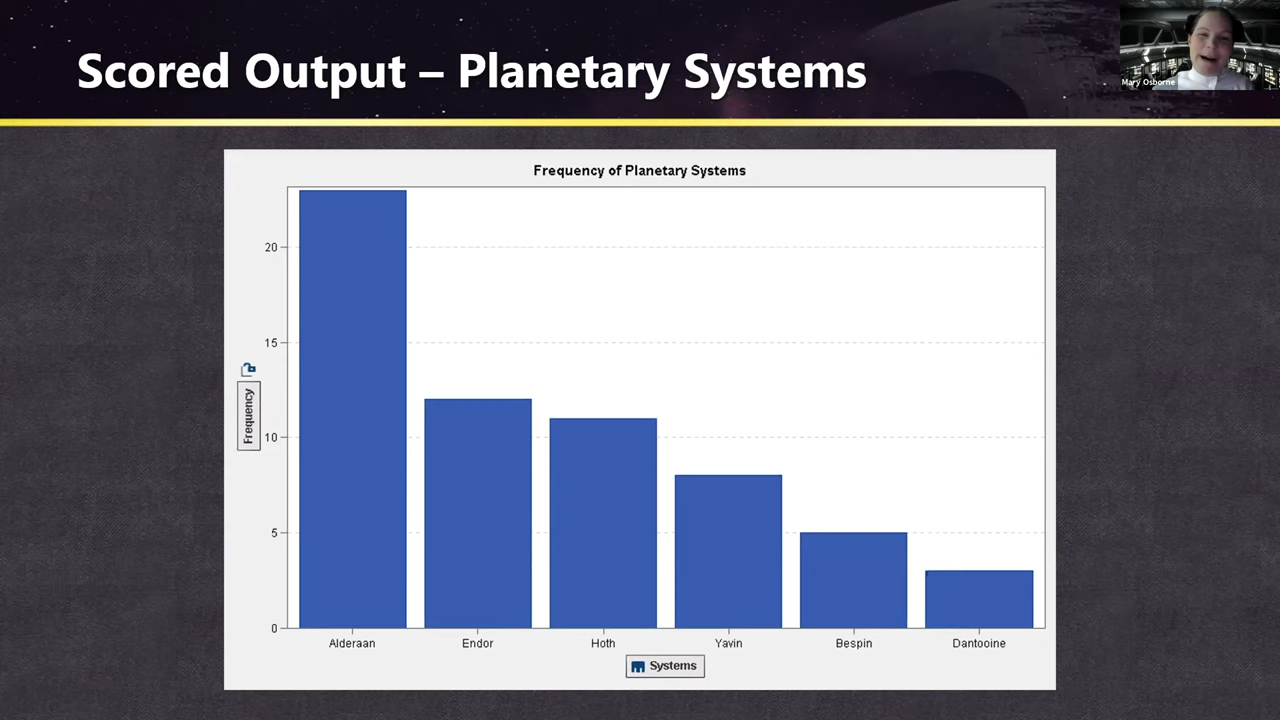 Scored Output – Planetary Systems
Mary Osborne
Frequency of Planetary Systems
20
15
10
5
0
Frequency
Alderaan Endor Hoth Yavin Bespin Dantooine
Systems